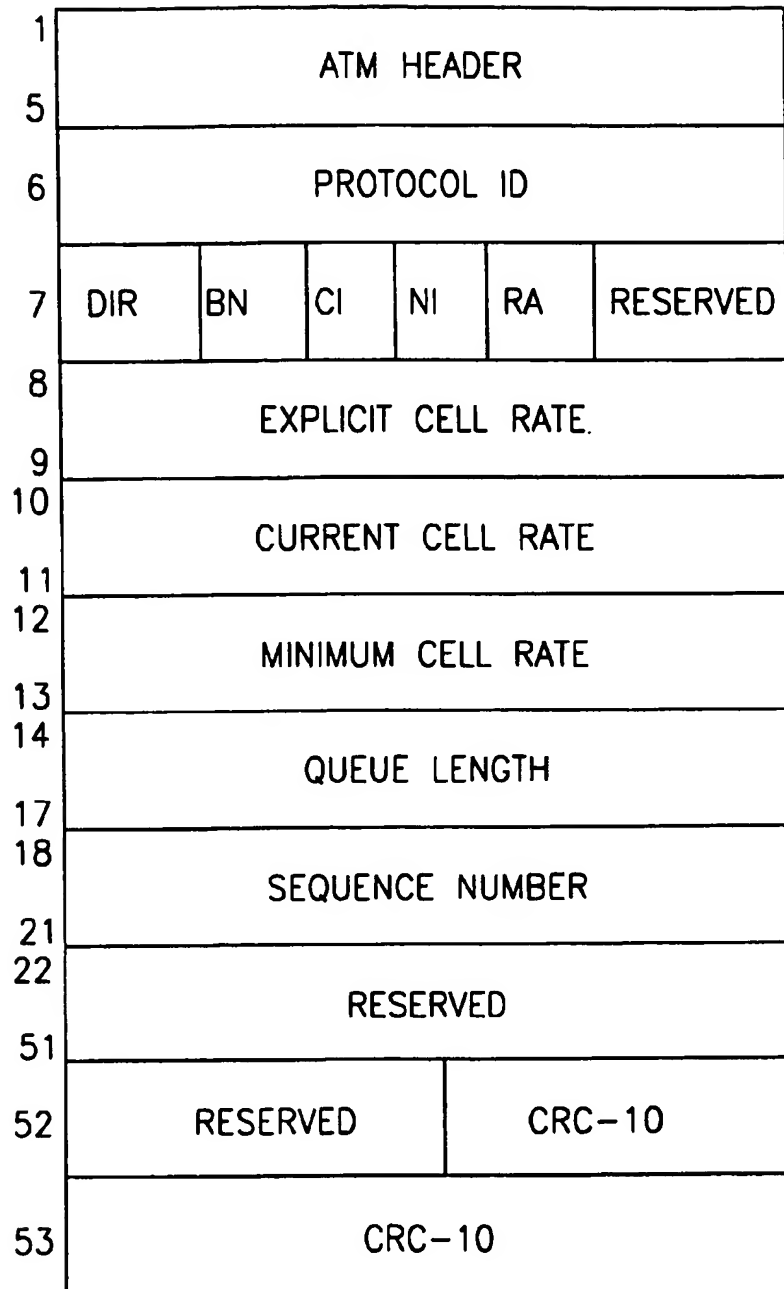 1
ATM HEADER
5
6 PROTOCOL ID
7 DIR BN CI NI RA RESERVED
8
EXPLICIT CELL RATE.
9
10
CURRENT CELL RATE
11
12
MINIMUM CELL RATE
13
14
QUEUE LENGTH
17
18
SEQUENCE NUMBER
21
22
RESERVED
51
52 RESERVED CRC-10
53 CRC-10